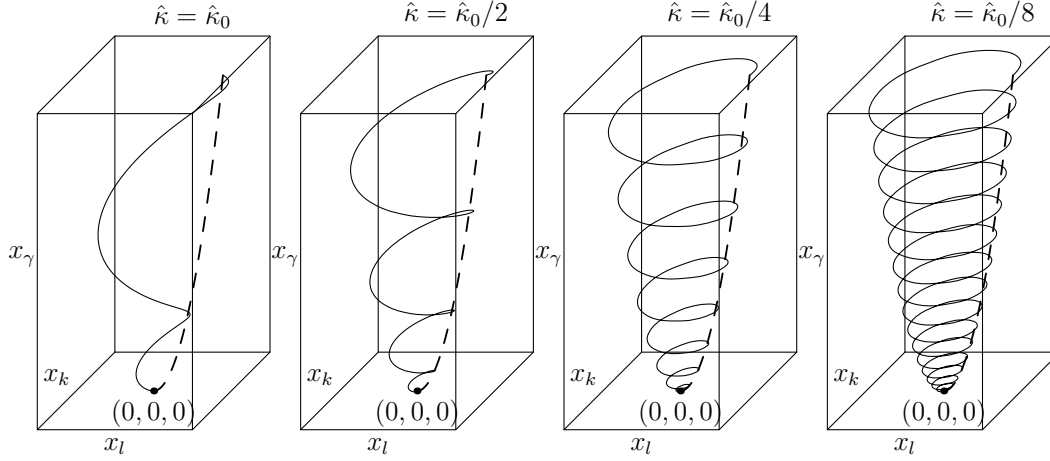 κ̂ = κ̂₀
κ̂ = κ̂₀/2
κ̂ = κ̂₀/4
κ̂ = κ̂₀/8
x_γ
x_γ
x_γ
x_γ
x_k
x_k
x_k
x_k
(0, 0, 0)
(0, 0, 0)
(0, 0, 0)
(0, 0, 0)
x_l
x_l
x_l
x_l